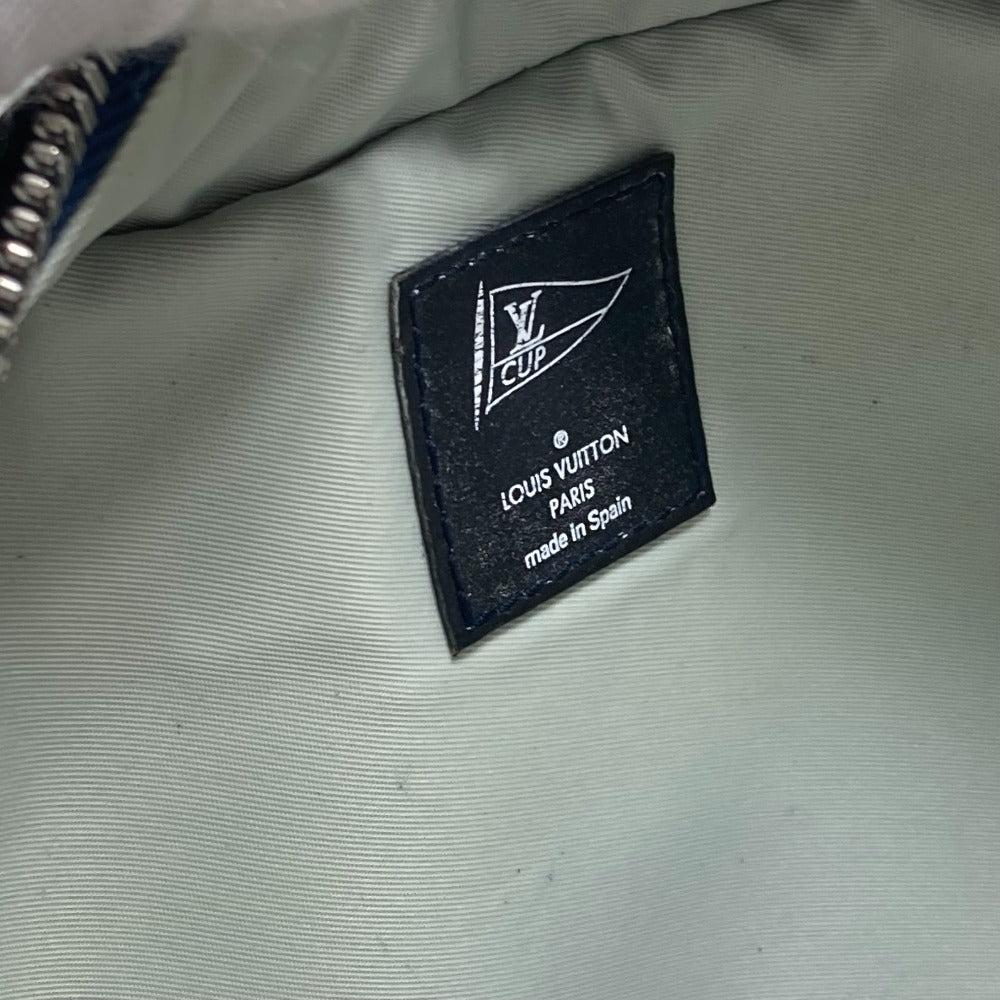 LV
CUP
®
LOUIS VUITTON
PARIS
made in Spain